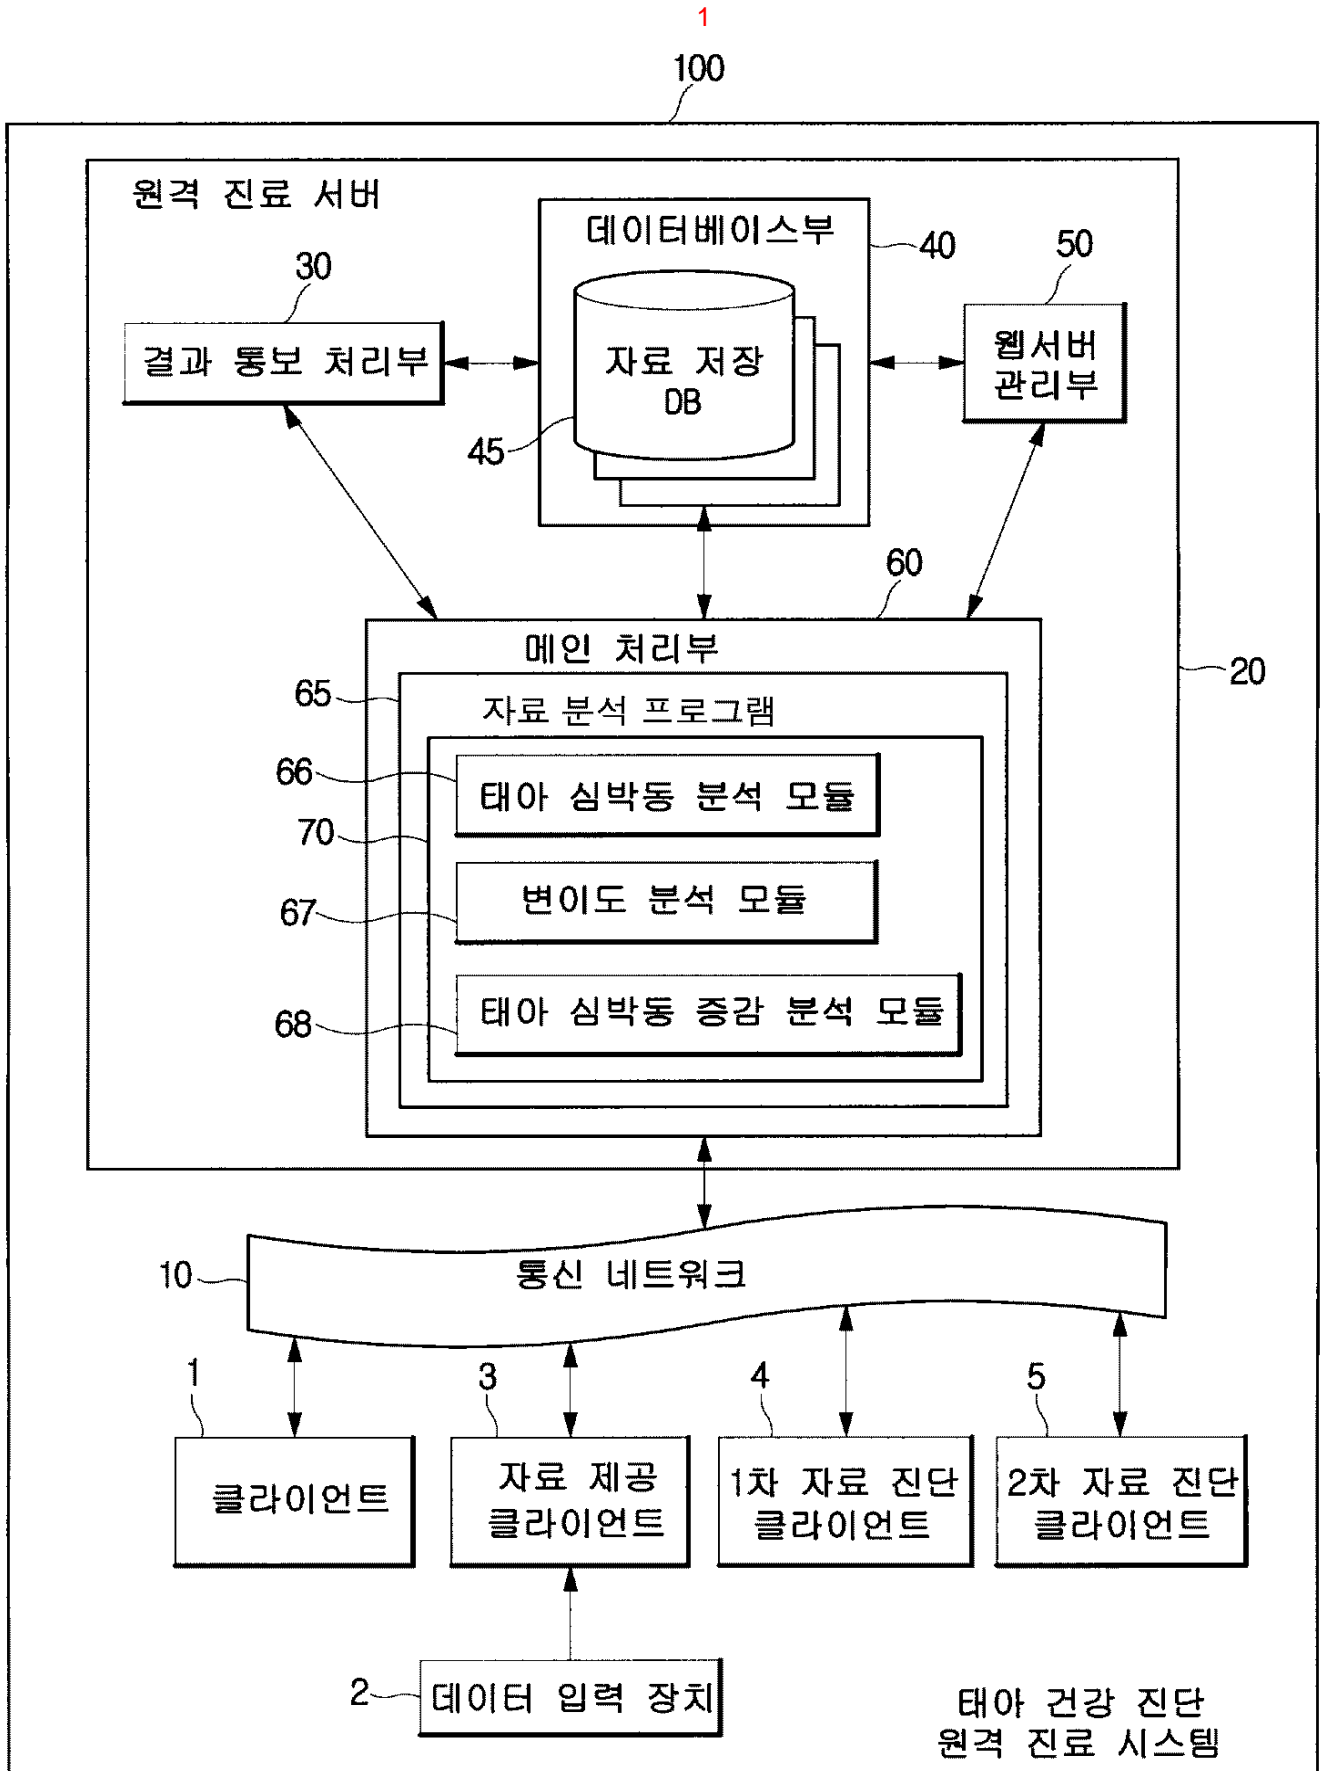 1
100
원격 진료 서버
데이터베이스부
40
50
30
결과 통보 처리부
자료 저장
DB
웹서버
관리부
45
60
메인 처리부
20
65
자료 분석 프로그램
66
태아 심박동 분석 모듈
70
67
변이도 분석 모듈
68
태아 심박동 증감 분석 모듈
10
통신 네트워크
1
3
4
5
클라이언트
자료 제공
클라이언트
1차 자료 진단
클라이언트
2차 자료 진단
클라이언트
2
데이터 입력 장치
태아 건강 진단
원격 진료 시스템